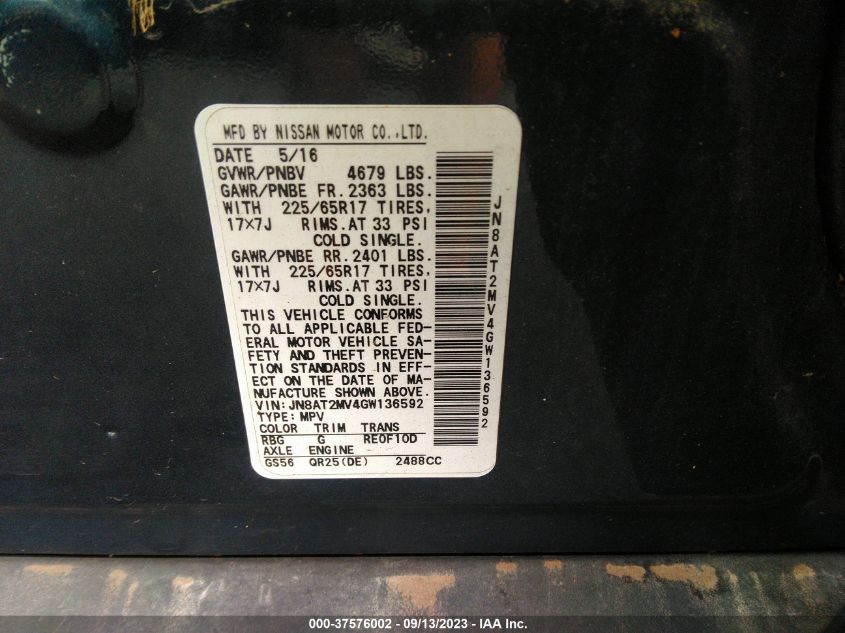 MFD BY NISSAN MOTOR CO.,LTD.
DATE 5/16
GVWR/PNBV 4679 LBS.
GAWR/PNBE FR. 2363 LBS.
WITH 225/65R17 TIRES,
17×7J RIMS.AT 33 PSI
COLD SINGLE.
GAWR/PNBE RR. 2401 LBS.
WITH 225/65R17 TIRES,
17×7J RIMS.AT 33 PSI
COLD SINGLE.
THIS VEHICLE CONFORMS
TO ALL APPLICABLE FED-
ERAL MOTOR VEHICLE SA-
FETY AND THEFT PREVEN-
TION STANDARDS IN EFF-
ECT ON THE DATE OF MA-
NUFACTURE SHOWN ABOVE.
VIN: JN8AT2MV4GW136592
TYPE: MPV
COLOR TRIM TRANS
RBG G RE0F10D
AXLE ENGINE
GS56 QR25(DE) 2488CC
JN8AT2MV4GW136592
000-37576002 - 09/13/2023 - IAA Inc.